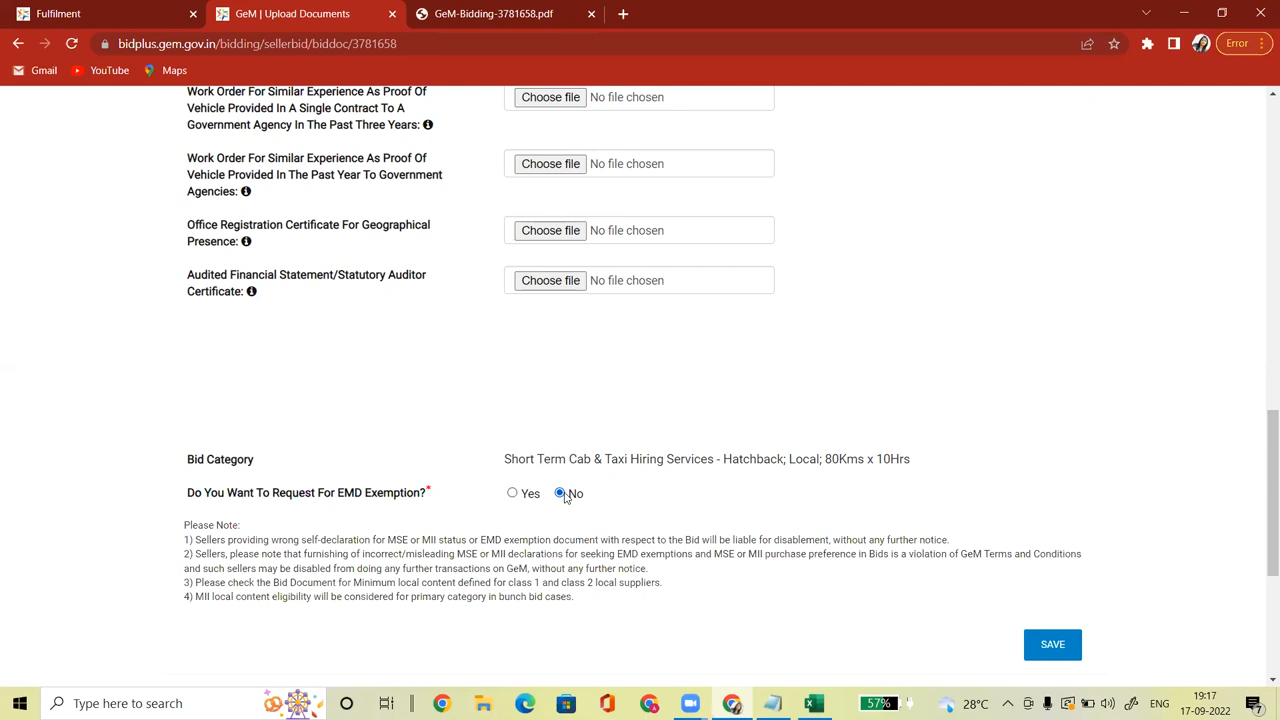 Fulfilment
GeM | Upload Documents
GeM-Bidding-3781658.pdf
bidplus.gem.gov.in/bidding/sellerbid/biddoc/3781658
Error
Gmail
YouTube
Maps
Work Order For Similar Experience As Proof Of
Vehicle Provided In A Single Contract To A
Government Agency In The Past Three Years:
Choose file No file chosen
Work Order For Similar Experience As Proof Of
Vehicle Provided In The Past Year To Government
Agencies:
Choose file No file chosen
Office Registration Certificate For Geographical
Presence:
Choose file No file chosen
Audited Financial Statement/Statutory Auditor
Certificate:
Choose file No file chosen
Bid Category
Short Term Cab & Taxi Hiring Services - Hatchback; Local; 80Kms x 10Hrs
Do You Want To Request For EMD Exemption?*
Yes No
Please Note:
1) Sellers providing wrong self-declaration for MSE or MII status or EMD exemption document with respect to the Bid will be liable for disablement, without any further notice.
2) Sellers, please note that furnishing of incorrect/misleading MSE or MII declarations for seeking EMD exemptions and MSE or MII purchase preference in Bids is a violation of GeM Terms and Conditions
and such sellers may be disabled from doing any further transactions on GeM, without any further notice.
3) Please check the Bid Document for Minimum local content defined for class 1 and class 2 local suppliers.
4) MII local content eligibility will be considered for primary category in bunch bid cases.
SAVE
Type here to search
57%
28°C
ENG
19:17
17-09-2022
7